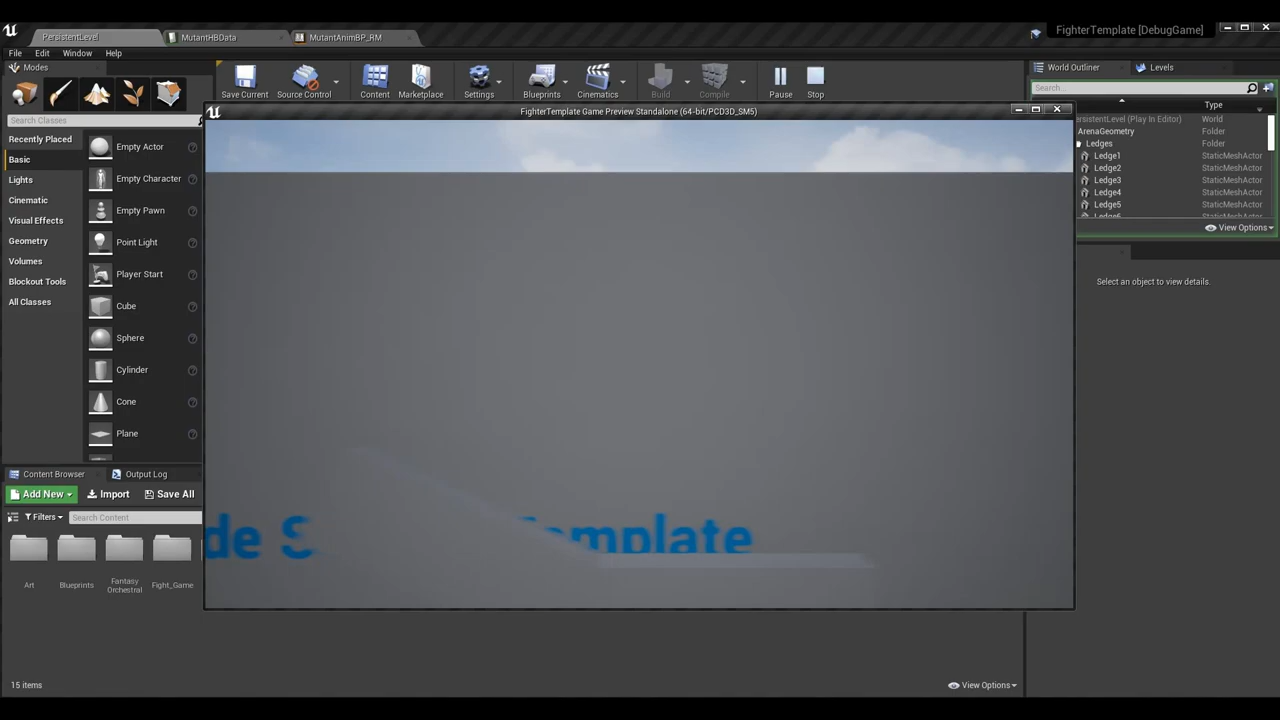 PersistentLevel
MutantHBData
MutantAnimBP_RM
FighterTemplate [DebugGame]
File
Edit
Window
Help
Modes
Save Current
Source Control
Content
Marketplace
Settings
Blueprints
Cinematics
Build
Compile
Pause
Stop
World Outliner
Levels
Search...
Type
Search Classes
FighterTemplate Game Preview Standalone (64-bit/PCD3D_SM5)
ersistentLevel (Play In Editor)
World
ArenaGeometry
Folder
Ledges
Folder
Ledge1
StaticMeshActor
Ledge2
StaticMeshActor
Ledge3
StaticMeshActor
Ledge4
StaticMeshActor
Ledge5
StaticMeshActor
Ledge6
StaticMeshActor
View Options
Select an object to view details.
Recently Placed
Basic
Lights
Cinematic
Visual Effects
Geometry
Volumes
Blockout Tools
All Classes
Empty Actor
Empty Character
Empty Pawn
Point Light
Player Start
Cube
Sphere
Cylinder
Cone
Plane
de S
emplate
Content Browser
Output Log
Add New
Import
Save All
Filters
Search Content
Art
Blueprints
Fantasy
Orchestral
Fight_Game
15 items
View Options